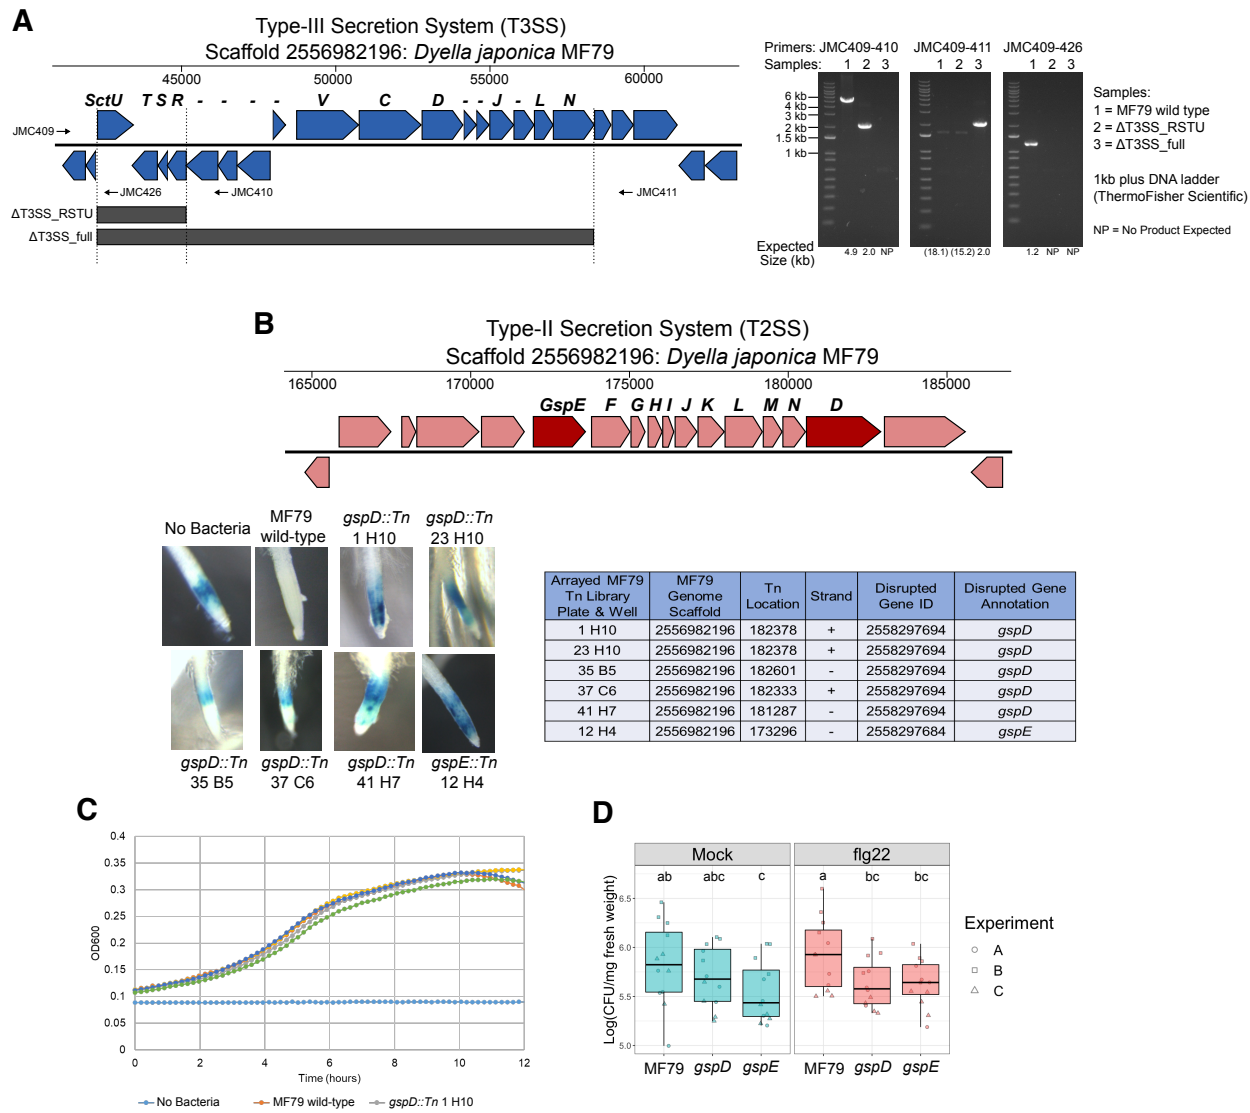 A
Type-III Secretion System (T3SS)
Scaffold 2556982196: Dyella japonica MF79
45000 50000 55000 60000
SctU T S R - - - - V C D - - J - L N
JMC409
JMC426 JMC410 JMC411
ΔT3SS_RSTU
ΔT3SS_full
Primers: JMC409-410 JMC409-411 JMC409-426
Samples: 1 2 3 1 2 3 1 2 3
6 kb
4 kb
3 kb
2 kb
1.5 kb
1 kb
Expected Size (kb) 4.9 2.0 NP (18.1) (15.2) 2.0 1.2 NP NP
Samples:
1 = MF79 wild type
2 = ΔT3SS_RSTU
3 = ΔT3SS_full
1kb plus DNA ladder
(ThermoFisher Scientific)
NP = No Product Expected
B
Type-II Secretion System (T2SS)
Scaffold 2556982196: Dyella japonica MF79
165000 170000 175000 180000 185000
GspE F G H I J K L M N D
No Bacteria
MF79 wild-type
gspD::Tn 1 H10
gspD::Tn 23 H10
gspD::Tn 35 B5
gspD::Tn 37 C6
gspD::Tn 41 H7
gspE::Tn 12 H4
Arrayed MF79 Tn Library Plate & Well MF79 Genome Scaffold Tn Location Strand Disrupted Gene ID Disrupted Gene Annotation
1 H10 2556982196 182378 + 2558297694 gspD
23 H10 2556982196 182378 + 2558297694 gspD
35 B5 2556982196 182601 - 2558297694 gspD
37 C6 2556982196 182333 + 2558297694 gspD
41 H7 2556982196 181287 - 2558297694 gspD
12 H4 2556982196 173296 - 2558297684 gspE
C
0.4
0.35
0.3
0.25
0.2
0.15
0.1
0.05
0
OD600
0 2 4 6 8 10 12
Time (hours)
No Bacteria MF79 wild-type gspD::Tn 1 H10
D
Mock flg22
ab abc c a bc bc
Log(CFU/mg fresh weight)
6.5
6.0
5.5
5.0
MF79 gspD gspE MF79 gspD gspE
Experiment
A
B
C